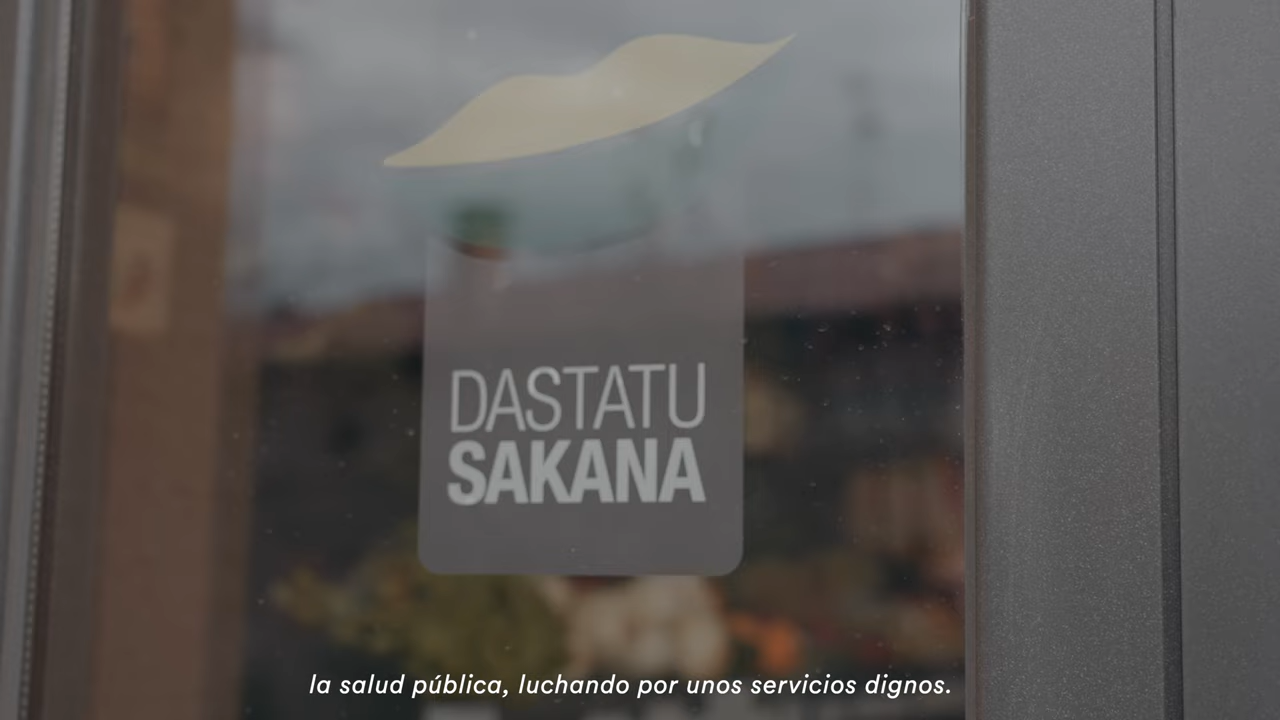 DASTATU
SAKANA
la salud pública, luchando por unos servicios dignos.